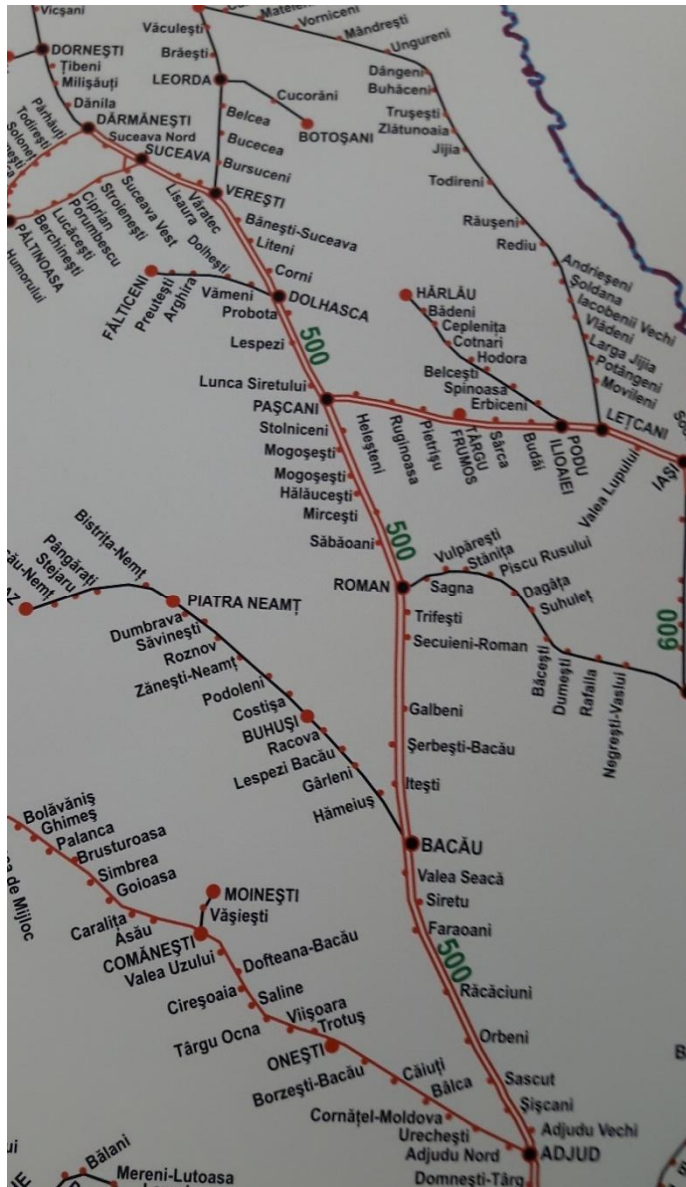 Vicșani
DORNEȘTI
Țibeni
Milișăuți
Dănila
DĂRMĂNEȘTI
Suceava Nord
SUCEAVA
Părhăuți
Todirești
Suceava Vest
Stroienești
Ciprian
Porumbescu
Lucăcești
Berchinești
PĂLTINOASA
Humorului
Lisaura
Văratec
Văculești
Brăești
LEORDA
Cucorăni
BOTOȘANI
Belcea
Bucecea
Bursuceni
VEREȘTI
Vorniceni
Mândrești
Ungureni
Dângeni
Buhăceni
Trușești
Zlătunoaia
Jijia
Todireni
Răușeni
Rediu
Andrieșeni
Șoldana
Iacobenii Vechi
Vlădeni
Larga Jijia
Potângeni
Movileni
LEȚCANI
Bănești-Suceava
Liteni
Corni
DOLHASCA
Dolhești
Vămeni
Arghira
Preutești
FĂLTICENI
Probota
500
Lespezi
Lunca Siretului
PAȘCANI
HÂRLĂU
Bădeni
Ceplenița
Cotnari
Hodora
Belcești
Spinoasa
Erbiceni
PODU
ILIOAIEI
Heleșteni
Ruginoasa
Pietrișu
TÂRGU
FRUMOS
Sârca
Budăi
Valea Lupului
IAȘI
Stolniceni
Mogoșești
Mogoșești
Hălăucești
Mircești
500
Săbăoani
ROMAN
Sagna
Vulpărești
Stănița
Piscu Rusului
Dagâța
Suhuleț
Băcești
Dumești
Rafaila
Negrești-Vaslui
600
Trifești
Secuieni-Roman
Galbeni
Șerbești-Bacău
Itești
BACĂU
Bistrița-Nemț
Pângărați
Stejaru
PIATRA NEAMȚ
Dumbrava
Săvinești
Roznov
Zănești-Neamț
Podoleni
Costișa
BUHUȘI
Racova
Lespezi Bacău
Gârleni
Hămeiuș
Valea Seacă
Siretu
Faraoani
500
Răcăciuni
Orbeni
Sascut
Șișcani
Adjudu Vechi
ADJUD
Domnești-Târg
Bolăvăniș
Ghimeș
Palanca
Brusturoasa
Simbrea
Goioasa
de Mijloc
Caralița
Asău
MOINEȘTI
Vășiești
COMĂNEȘTI
Valea Uzului
Dofteana-Bacău
Cireșoaia
Saline
Târgu Ocna
Viișoara
Trotuș
ONEȘTI
Borzești-Bacău
Căiuți
Bâlca
Cornățel-Moldova
Urechești
Adjudu Nord
Bălani
Mereni-Lutoasa